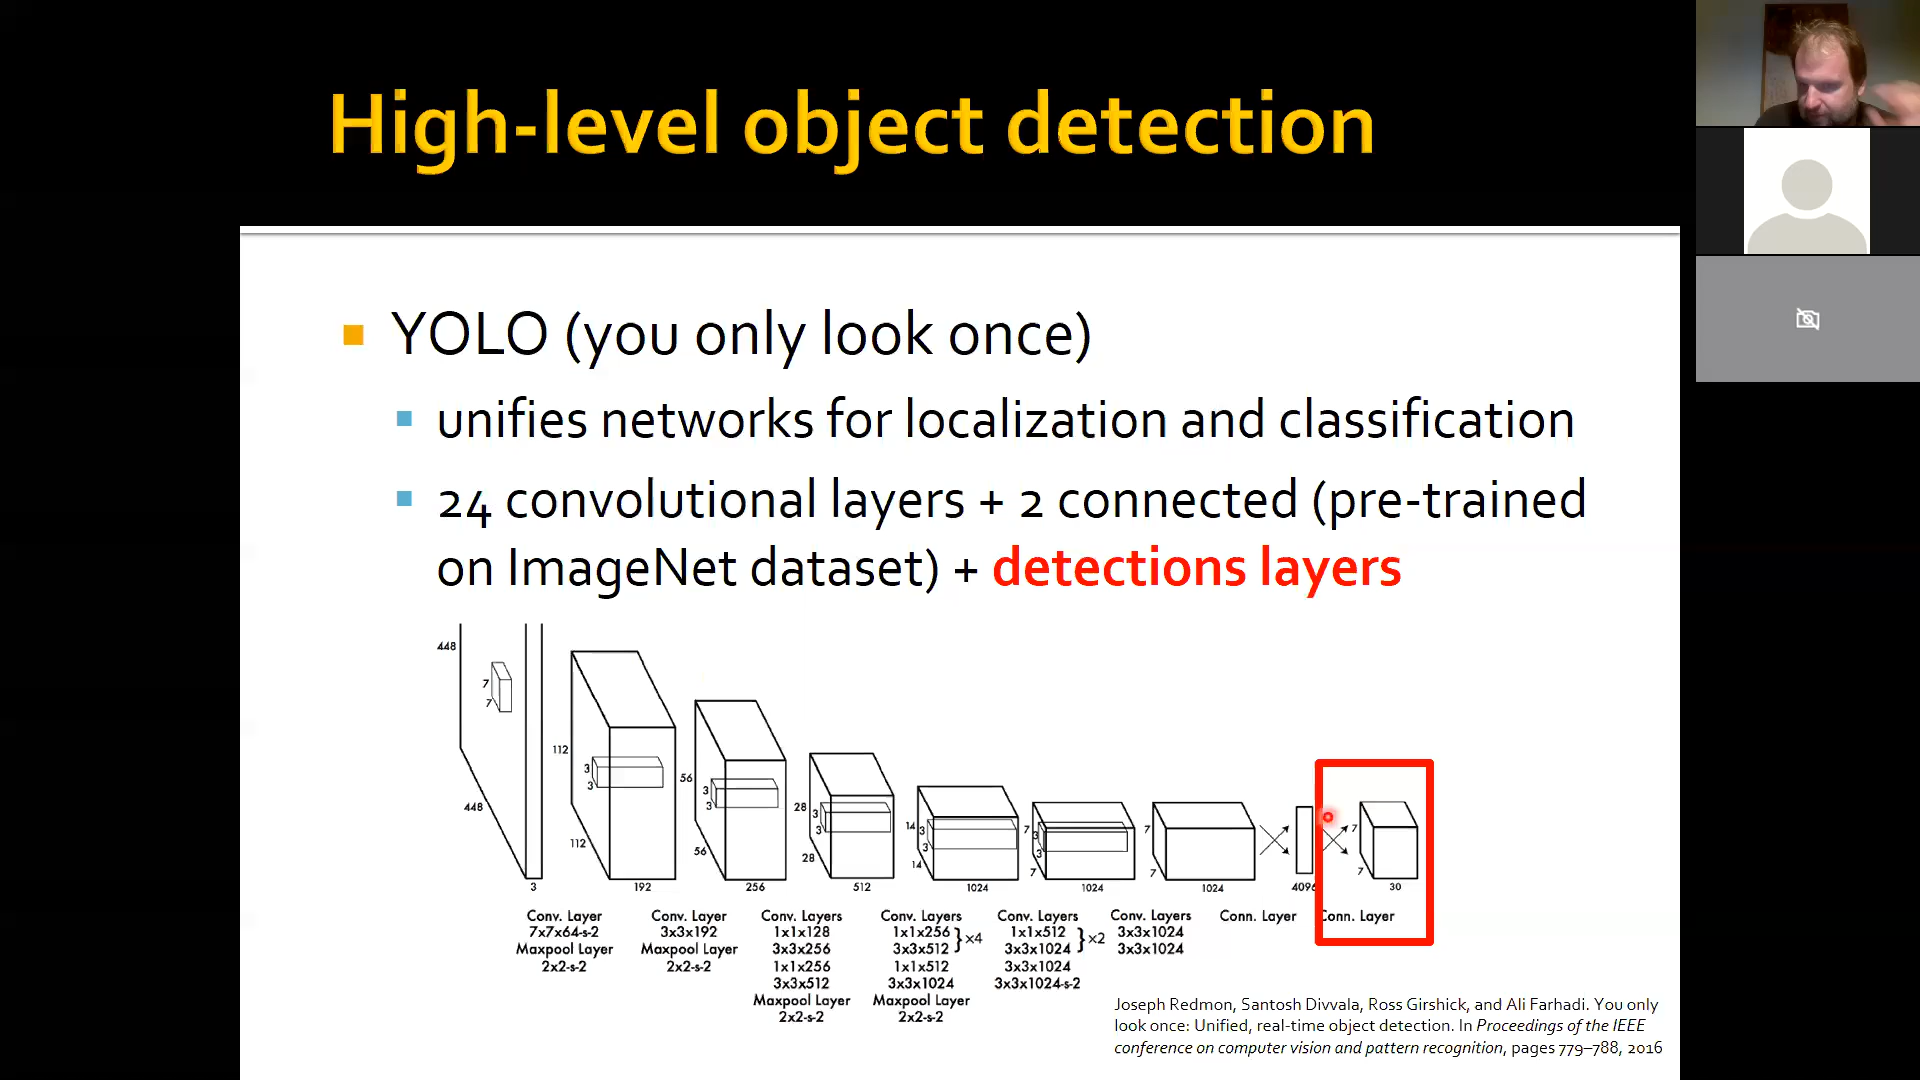 High-level object detection
YOLO (you only look once)
unifies networks for localization and classification
24 convolutional layers + 2 connected (pre-trained
on ImageNet dataset) + detections layers
448
448
7
7
3
112
112
3
3
192
56
56
3
3
256
28
28
3
3
512
14
14
3
3
1024
7
7
3
3
1024
7
7
1024
4096
7
7
30
Conv. Layer
7x7x64-s-2
Maxpool Layer
2x2-s-2
Conv. Layer
3x3x192
Maxpool Layer
2x2-s-2
Conv. Layers
1x1x128
3x3x256
1x1x256
3x3x512
Maxpool Layer
2x2-s-2
Conv. Layers
1x1x256
3x3x512
}×4
1x1x512
3x3x1024
Maxpool Layer
2x2-s-2
Conv. Layers
1x1x512
3x3x1024
}×2
3x3x1024
3x3x1024-s-2
Conv. Layers
3x3x1024
3x3x1024
Conn. Layer
Conn. Layer
Joseph Redmon, Santosh Divvala, Ross Girshick, and Ali Farhadi. You only
look once: Unified, real-time object detection. In Proceedings of the IEEE
conference on computer vision and pattern recognition, pages 779–788, 2016